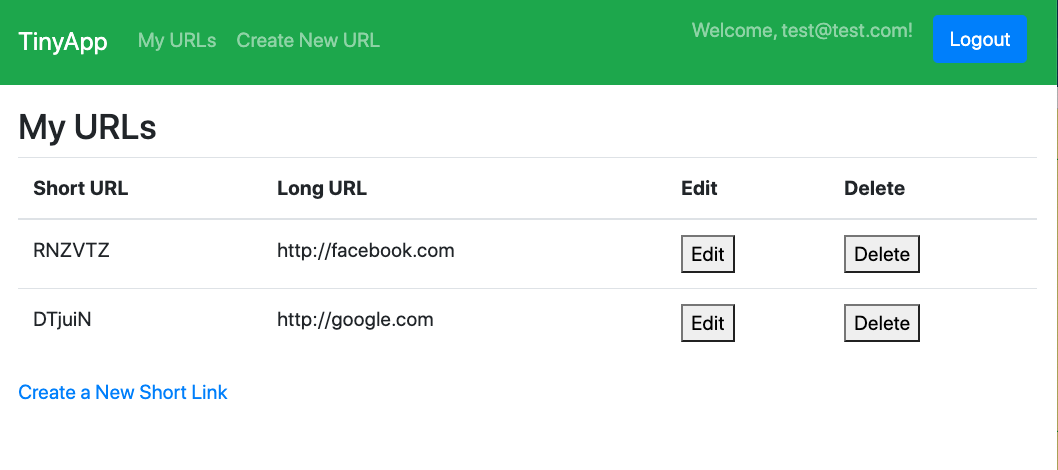 TinyApp My URLs Create New URL Welcome, test@test.com! Logout
My URLs
Short URL Long URL Edit Delete
RNZVTZ http://facebook.com Edit Delete
DTjuiN http://google.com Edit Delete
Create a New Short Link